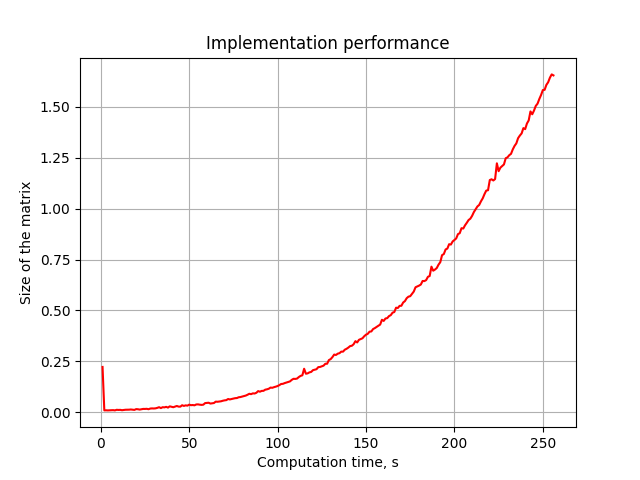 Implementation performance
Size of the matrix
1.50
1.25
1.00
0.75
0.50
0.25
0.00
0 50 100 150 200 250
Computation time, s